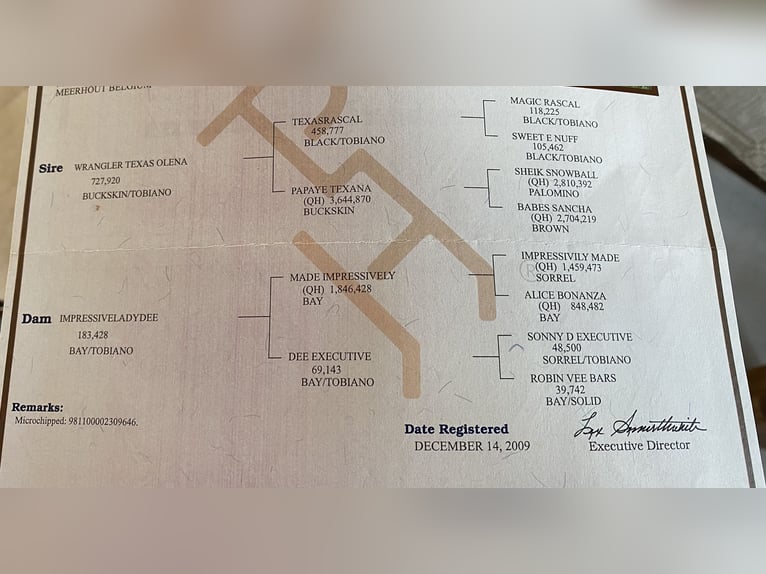 MEERHOUT BELGIUM
Sire WRANGLER TEXAS OLENA
727,920
BUCKSKIN/TOBIANO
TEXASRASCAL
458,777
BLACK/TOBIANO
PAPAYE TEXANA
(QH) 3,644,870
BUCKSKIN
MAGIC RASCAL
118,225
BLACK/TOBIANO
SWEET E NUFF
105,462
BLACK/TOBIANO
SHEIK SNOWBALL
(QH) 2,810,392
PALOMINO
BABES SANCHA
(QH) 2,704,219
BROWN
Dam IMPRESSIVELADYDEE
183,428
BAY/TOBIANO
MADE IMPRESSIVELY
(QH) 1,846,428
BAY
DEE EXECUTIVE
69,143
BAY/TOBIANO
IMPRESSIVILY MADE
(QH) 1,459,473
SORREL
ALICE BONANZA
(QH) 848,482
BAY
SONNY D EXECUTIVE
48,500
SORREL/TOBIANO
ROBIN VEE BARS
39,742
BAY/SOLID
Remarks:
Microchipped: 981100002309646.
Date Registered
DECEMBER 14, 2009
Executive Director